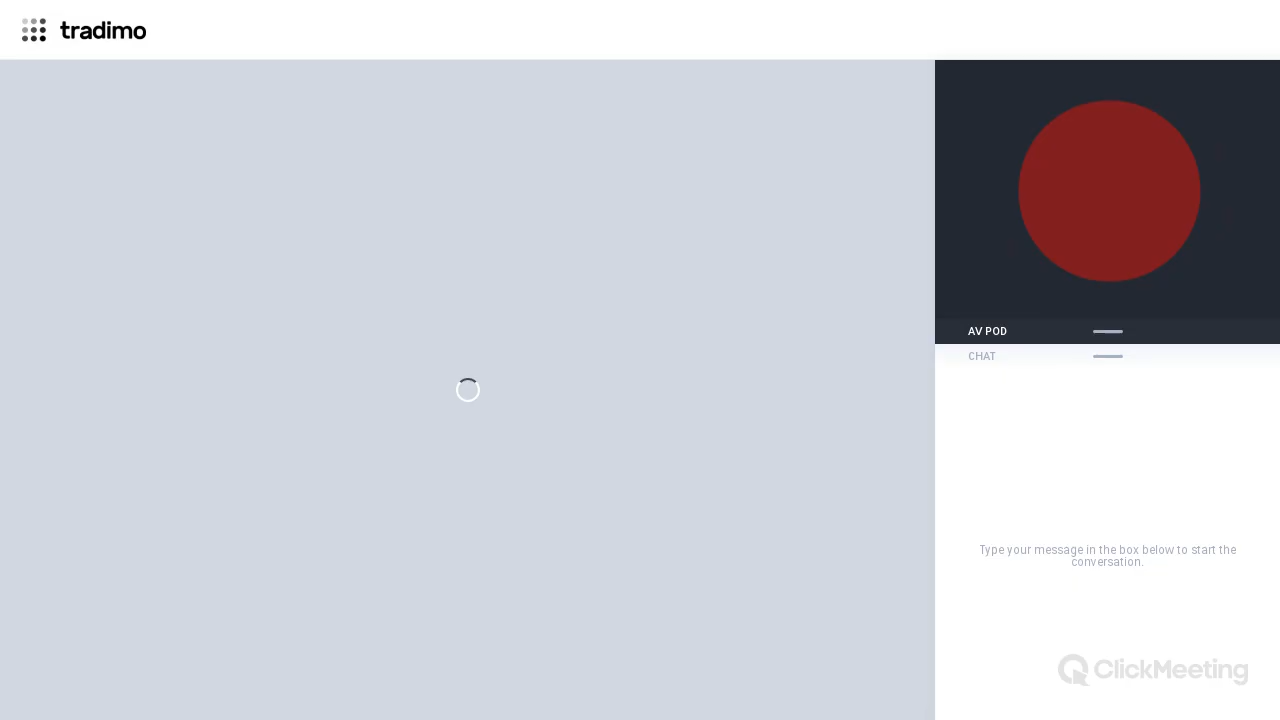 tradimo
AV POD
CHAT
Type your message in the box below to start the
conversation.
ClickMeeting